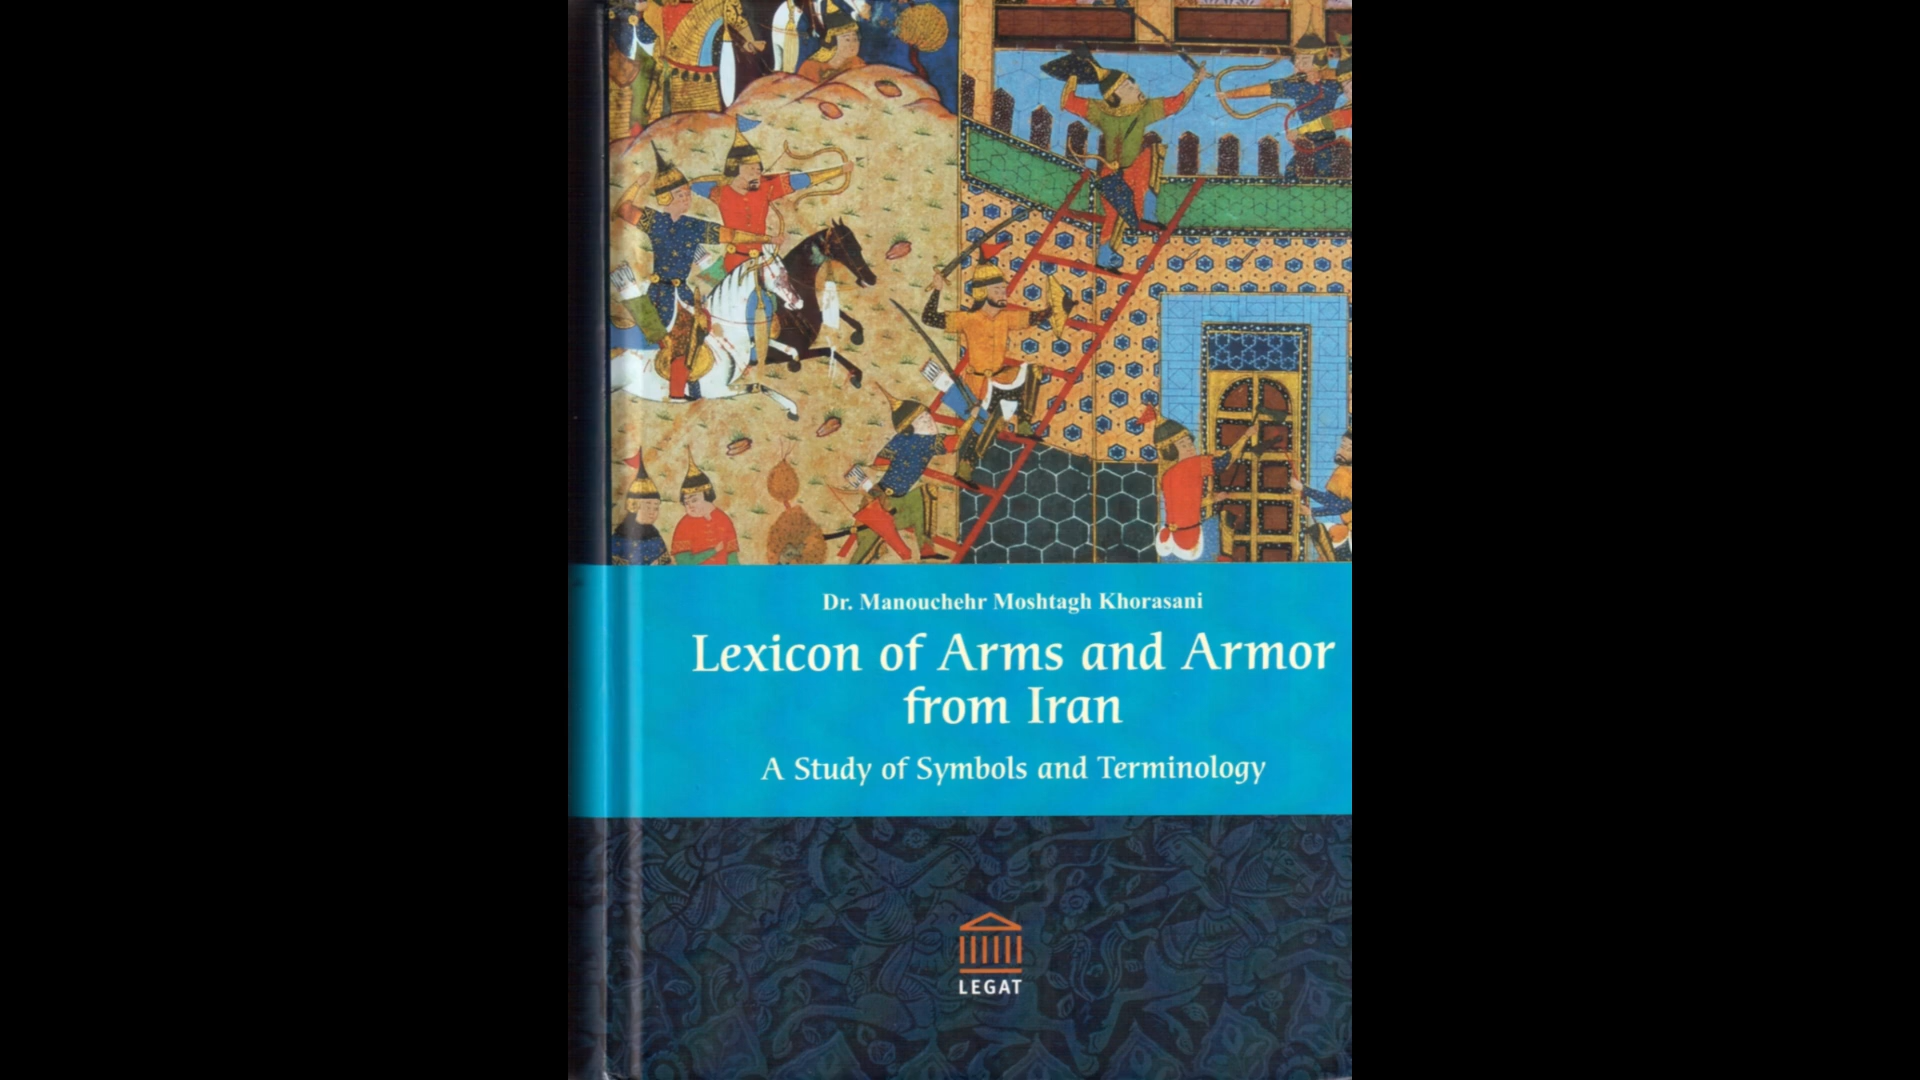 Dr. Manouchehr Moshtagh Khorasani
Lexicon of Arms and Armor
from Iran
A Study of Symbols and Terminology
LEGAT